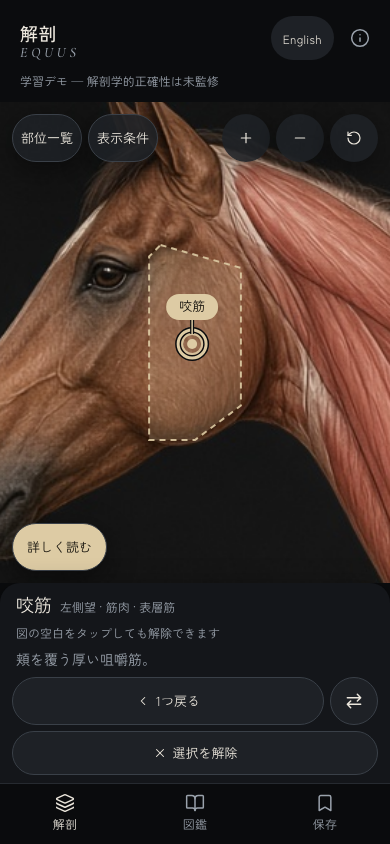 解剖
EQUUS
English
学習デモ — 解剖学的正確性は未監修
部位一覧
表示条件
咬筋
詳しく読む
咬筋 左側望 · 筋肉 · 表層筋
図の空白をタップしても解除できます
頬を覆う厚い咀嚼筋。
1つ戻る
選択を解除
解剖
図鑑
保存